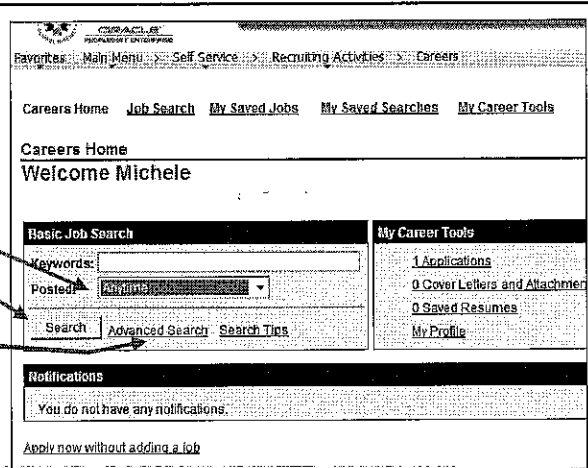 ORACLE
PEOPLESOFT ENTERPRISE
Favorites Main Menu > Self Service > Recruiting Activities > Careers
Careers Home Job Search My Saved Jobs My Saved Searches My Career Tools
Careers Home
Welcome Michele
Basic Job Search
Keywords:
Posted: Anytime
Search Advanced Search Search Tips
My Career Tools
1 Applications
0 Cover Letters and Attachmen
0 Saved Resumes
My Profile
Notifications
You do not have any notifications.
Apply now without adding a job